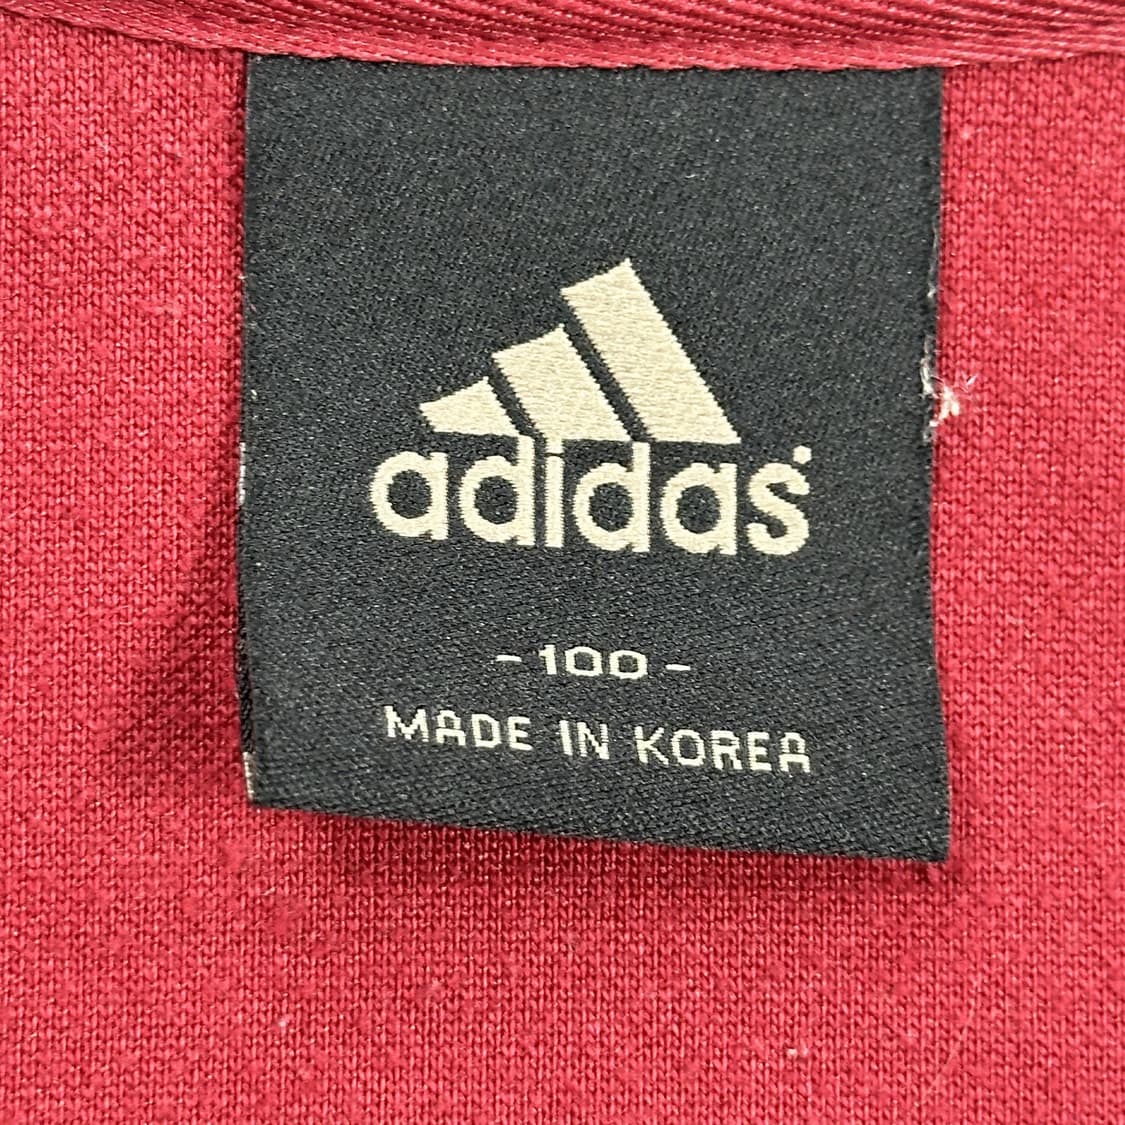 adidas
- 100 -
MADE IN KOREA